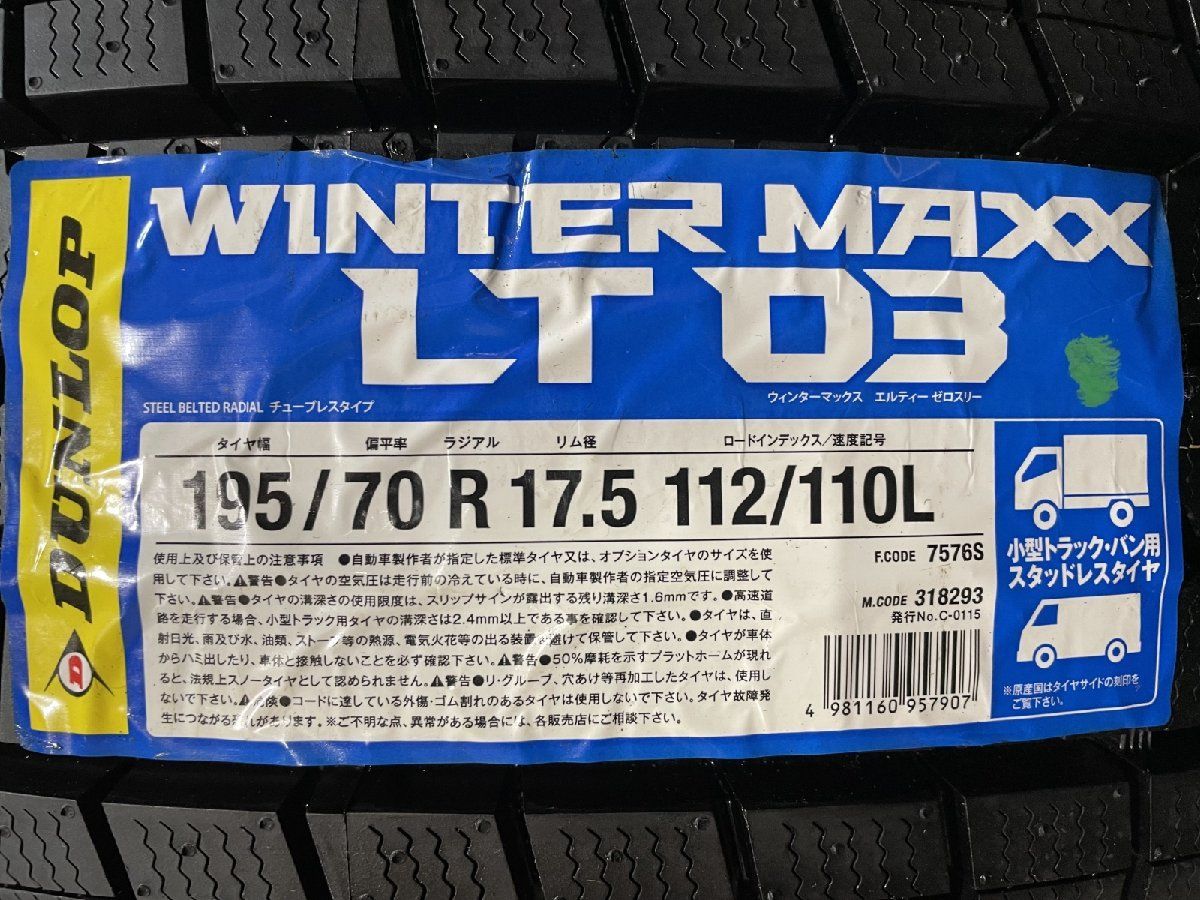 DUNLOP
WINTER MAXX
LT 03
STEEL BELTED RADIAL チューブレスタイプ
ウィンターマックス エルティー ゼロスリー
タイヤ幅 偏平率 ラジアル リム径 ロードインデックス/速度記号
195/70 R 17.5 112/110L
使用上及び保管上の注意事項 ●自動車製作者が指定した標準タイヤ又は、オプションタイヤのサイズを使
用して下さい。⚠警告●タイヤの空気圧は走行前の冷えている時に、自動車製作者の指定空気圧に調整して
下さい。⚠警告●タイヤの溝深さの使用限度は、スリップサインが露出する残り溝深さ1.6mmです。●高速道
路を走行する場合、小型トラック用タイヤの溝深さは2.4mm以上である事を確認して下さい。●タイヤは、直
射日光、雨及び水、油類、ストーブ等の熱源、電気火花等の出る装置を避けて保管して下さい。●タイヤが車体
からハミ出したり、車体と接触しないことを必ず確認下さい。⚠警告●50%摩耗を示すプラットホームが現れ
ると、法規上スノータイヤとして認められません。⚠警告●リ・グルーブ、穴あけ等再加工したタイヤは、使用し
ないで下さい。⚠危険●コードに達している外傷・ゴム割れのあるタイヤは使用しないで下さい。タイヤ故障発
生につながる恐れがあります。※ご不明な点、異常がある場合には、各販売店にご相談下さい。
F.CODE 7576S
M.CODE 318293
発行No.C-0115
4 981160 957907
小型トラック・バン用
スタッドレスタイヤ
※原産国はタイヤサイドの刻印を
ご覧下さい。